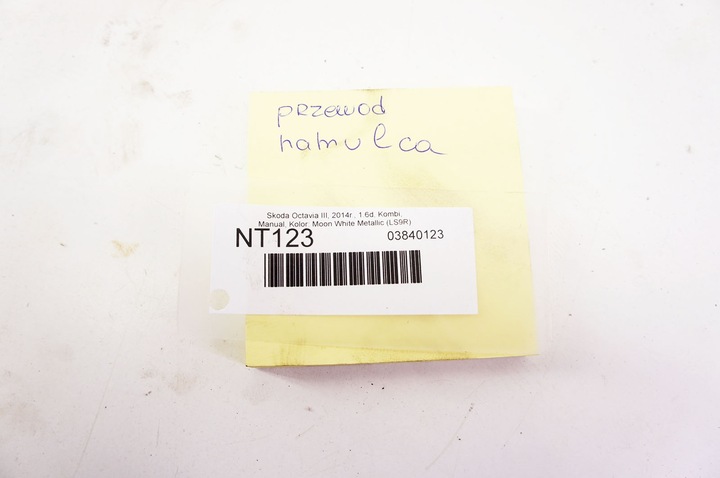 przewod
hamulca
Skoda Octavia III, 2014r., 1.6d, Kombi,
Manual, Kolor: Moon White Metallic (LS9R)
NT123 03840123